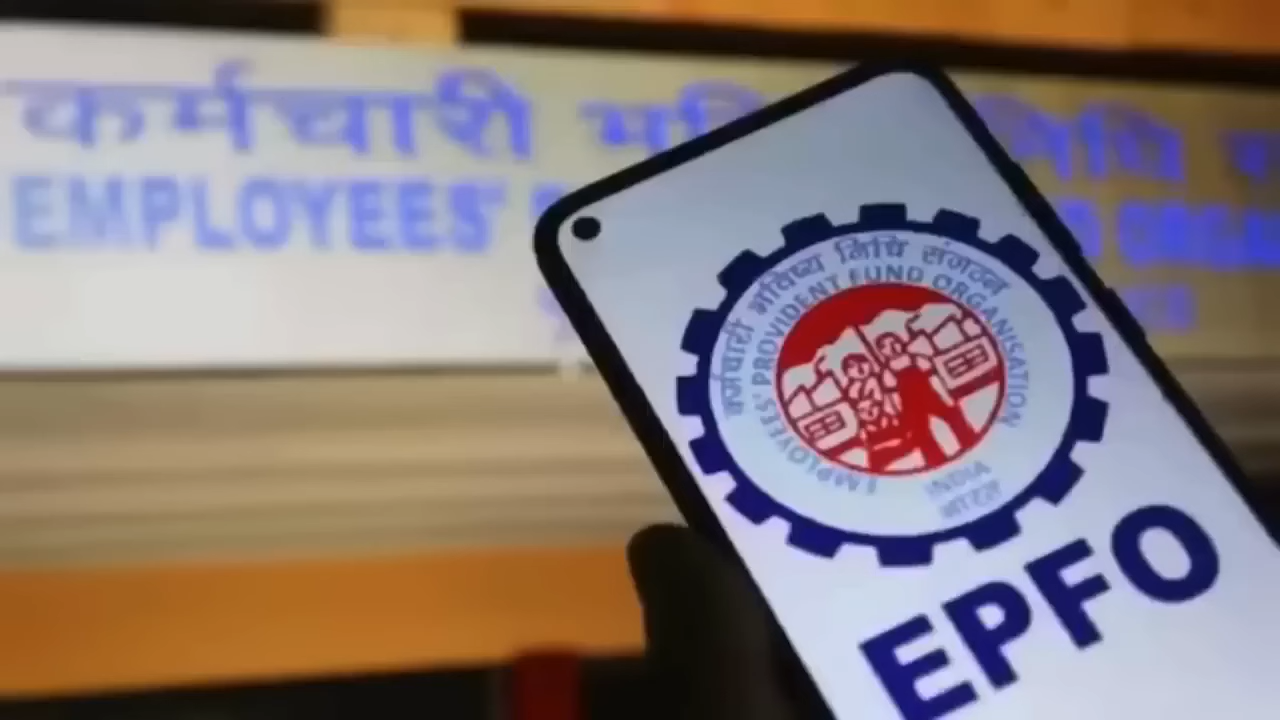 कर्मचारी
EMPLOYEES'
कर्मचारी भविष्य निधि संगठन
EMPLOYEES' PROVIDENT FUND ORGANISATION
INDIA
भारत
EPFO